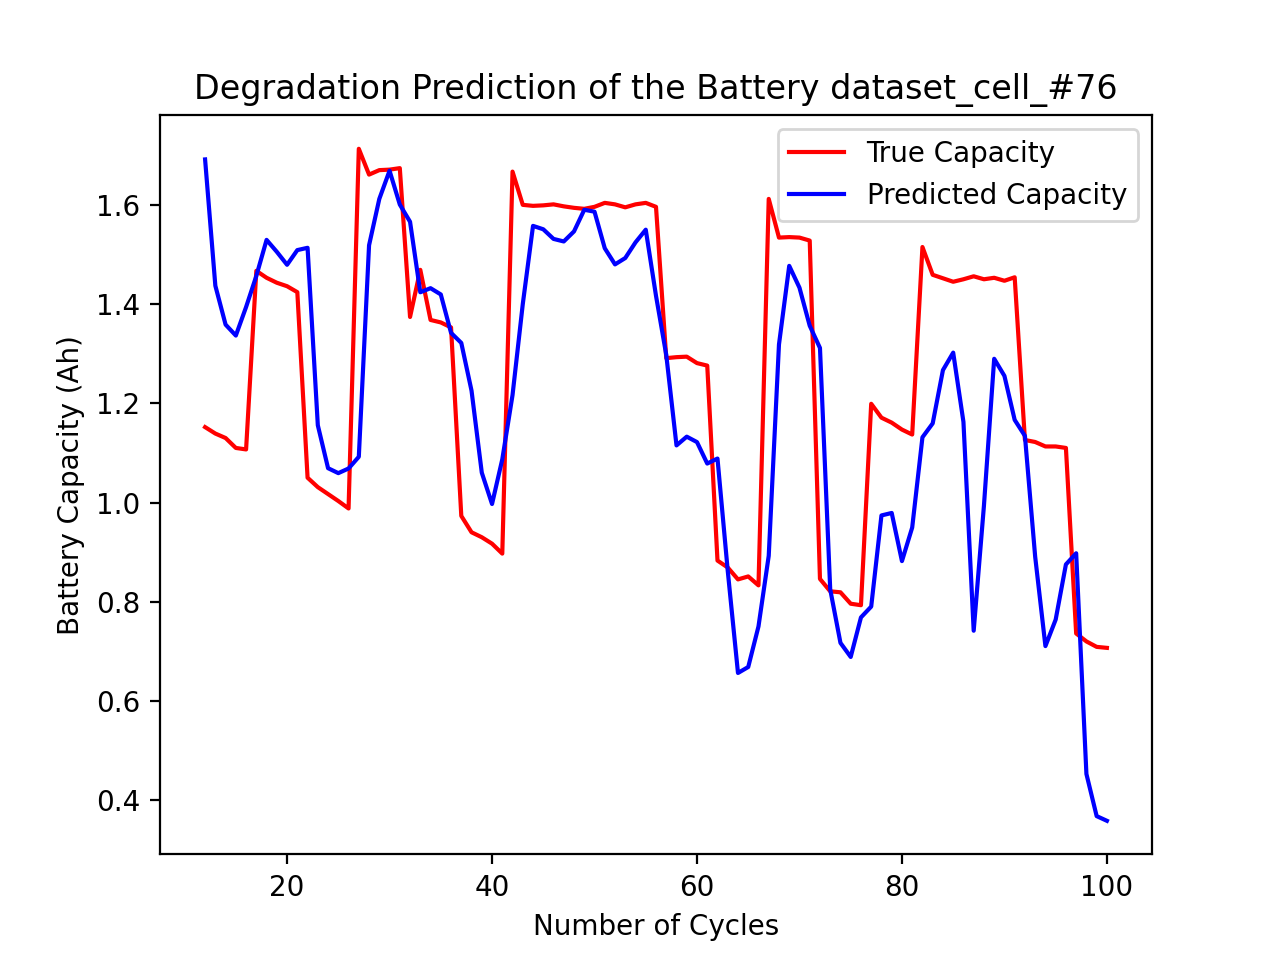 Degradation Prediction of the Battery dataset_cell_#76
True Capacity
Predicted Capacity
Battery Capacity (Ah)
1.6
1.4
1.2
1.0
0.8
0.6
0.4
20 40 60 80 100
Number of Cycles